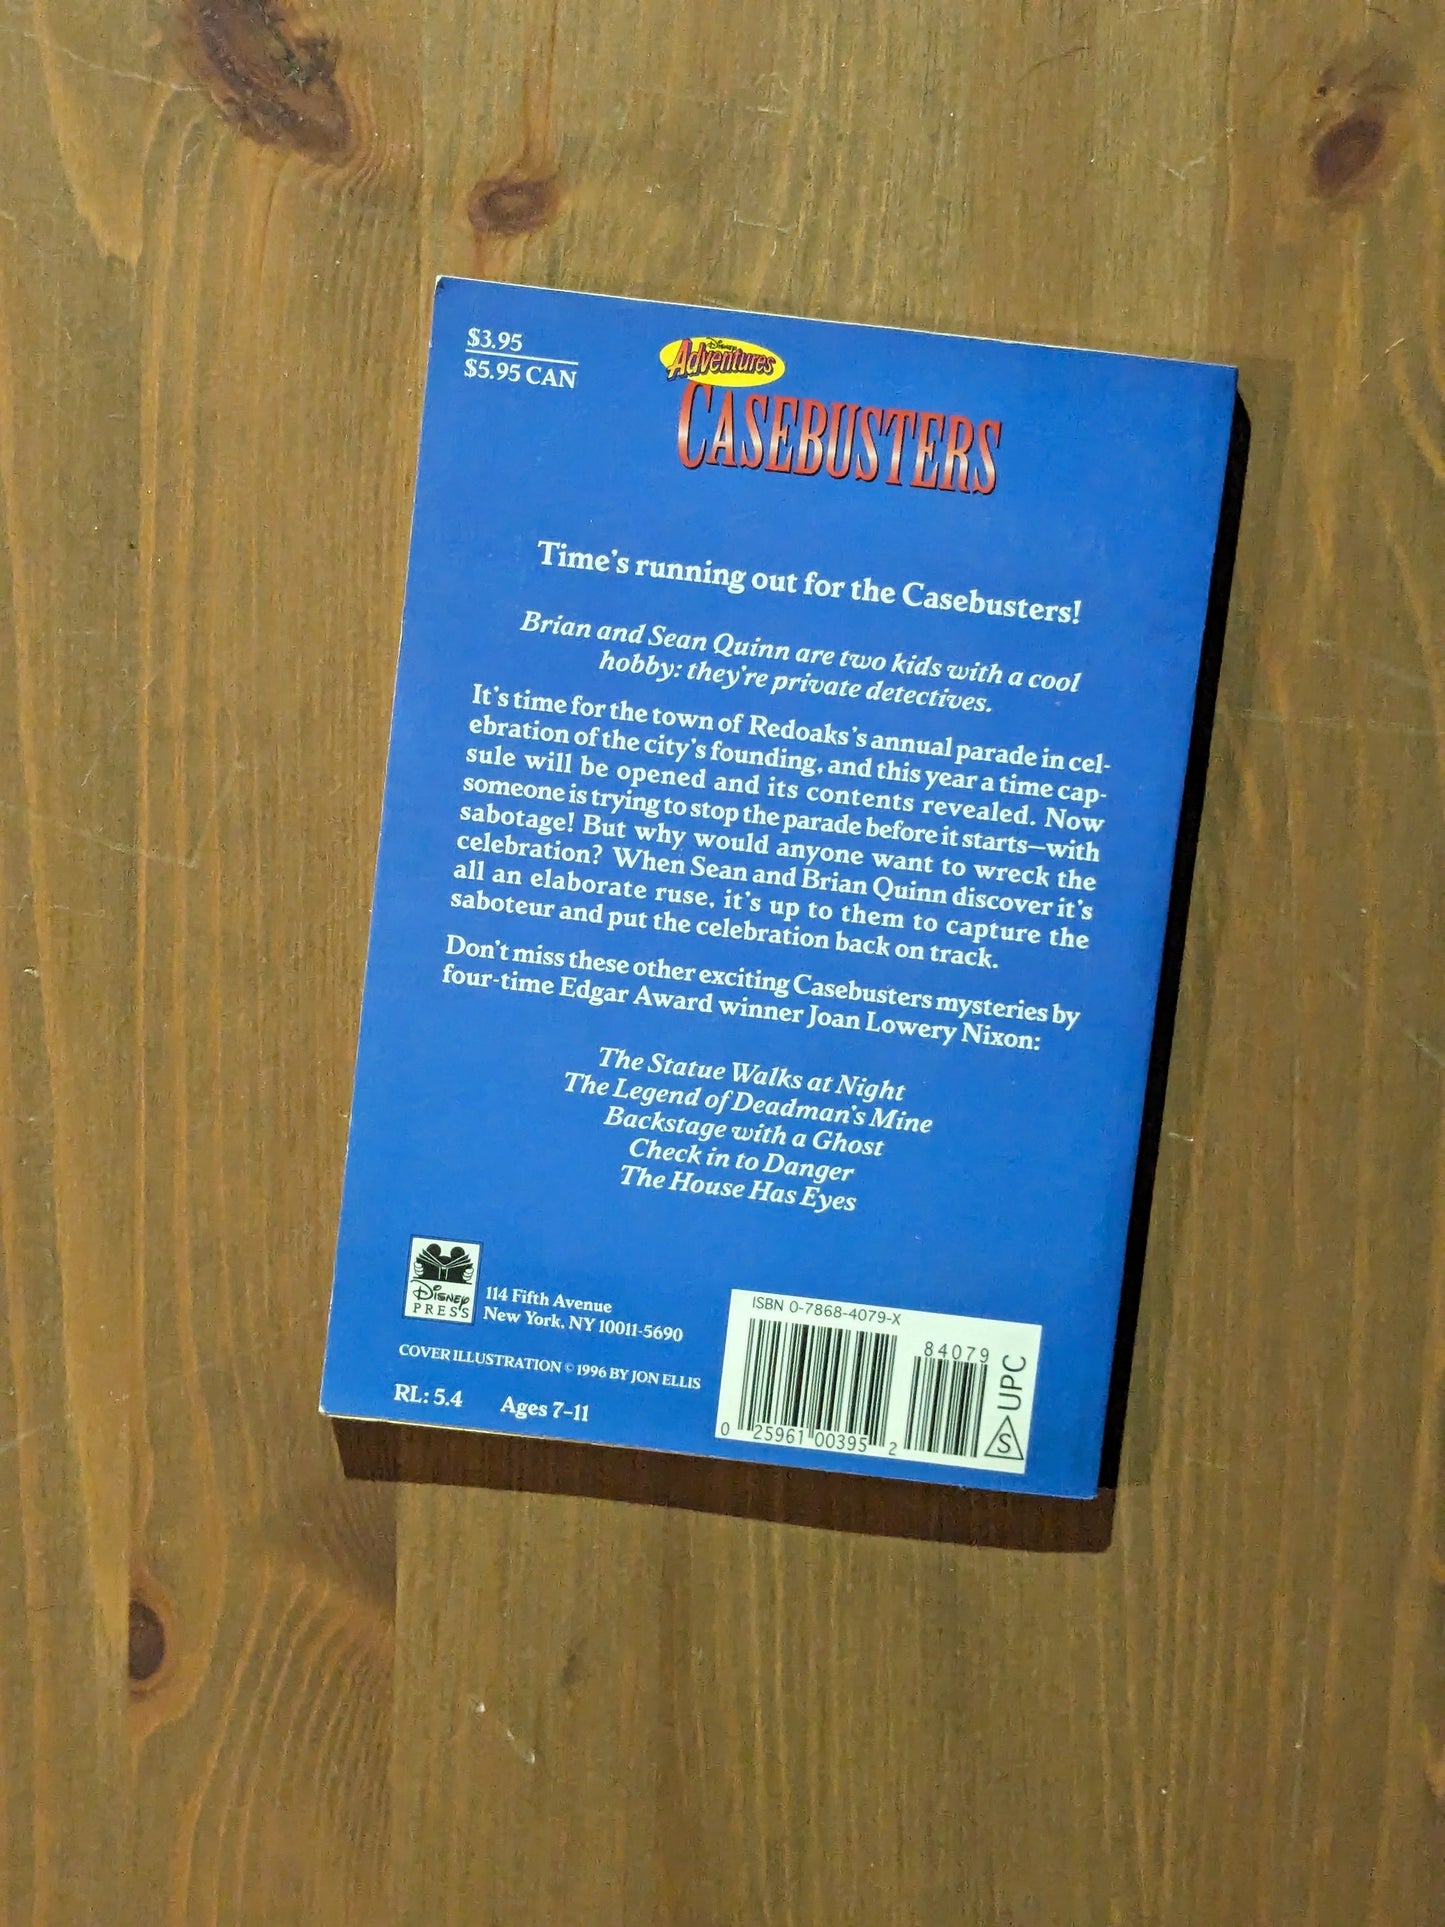 $3.95
$5.95 CAN
Disney
Adventures
CASEBUSTERS
Time's running out for the Casebusters!
Brian and Sean Quinn are two kids with a cool
hobby: they're private detectives.
It's time for the town of Redoaks's annual parade in cel-
ebration of the city's founding, and this year a time cap-
sule will be opened and its contents revealed. Now
someone is trying to stop the parade before it starts—with
sabotage! But why would anyone want to wreck the
celebration? When Sean and Brian Quinn discover it's
all an elaborate ruse, it's up to them to capture the
saboteur and put the celebration back on track.
Don't miss these other exciting Casebusters mysteries by
four-time Edgar Award winner Joan Lowery Nixon:
The Statue Walks at Night
The Legend of Deadman's Mine
Backstage with a Ghost
Check in to Danger
The House Has Eyes
DISNEY
PRESS
114 Fifth Avenue
New York, NY 10011-5690
COVER ILLUSTRATION © 1996 BY JON ELLIS
RL: 5.4 Ages 7–11
ISBN 0-7868-4079-X
84079
0 25961 00395 2
S UPC